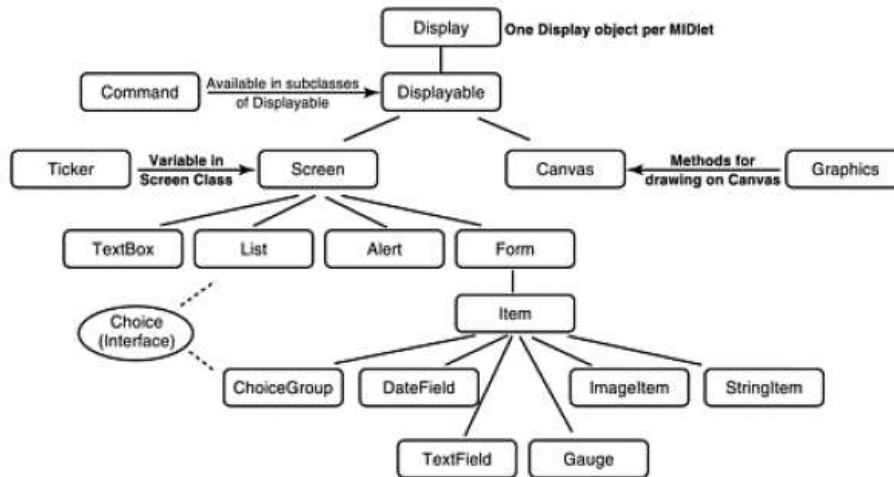 Display
One Display object per MIDlet
Command
Available in subclasses
of Displayable
Displayable
Ticker
Variable in
Screen Class
Screen
Canvas
Methods for
drawing on Canvas
Graphics
TextBox
List
Alert
Form
Choice
(Interface)
Item
ChoiceGroup
DateField
ImageItem
StringItem
TextField
Gauge